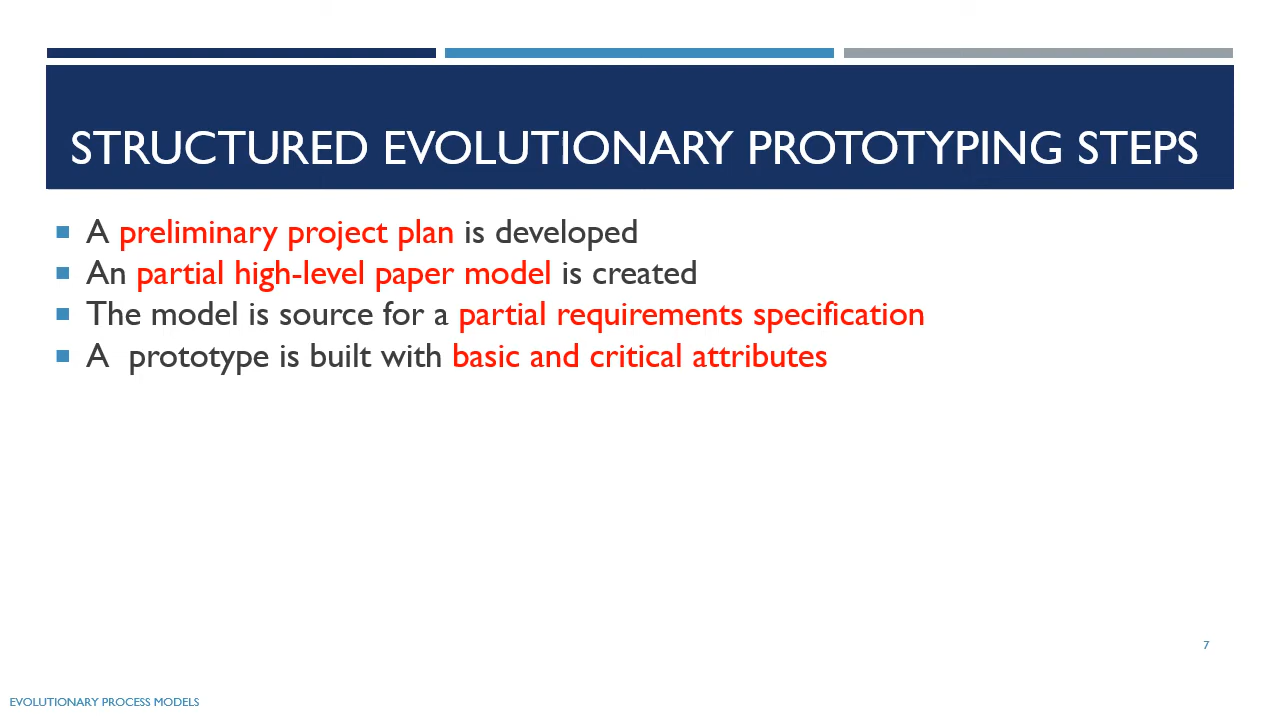 STRUCTURED EVOLUTIONARY PROTOTYPING STEPS
A preliminary project plan is developed
An partial high-level paper model is created
The model is source for a partial requirements specification
A  prototype is built with basic and critical attributes
7
EVOLUTIONARY PROCESS MODELS